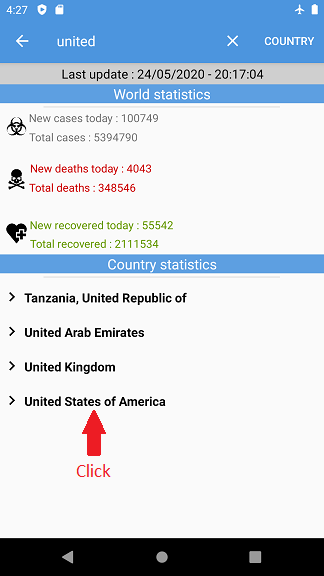 4:27
united
COUNTRY
Last update : 24/05/2020 - 20:17:04
World statistics
New cases today : 100749
Total cases : 5394790
New deaths today : 4043
Total deaths : 348546
New recovered today : 55542
Total recovered : 2111534
Country statistics
Tanzania, United Republic of
United Arab Emirates
United Kingdom
United States of America
Click